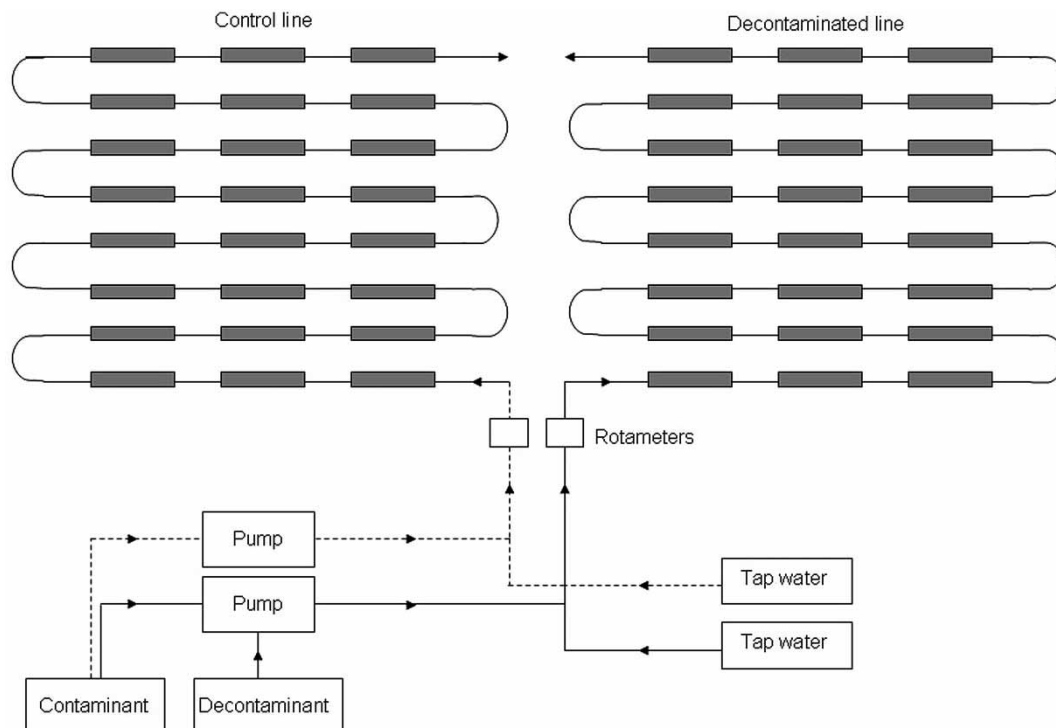 Control line
Decontaminated line
Rotameters
Pump
Tap water
Pump
Tap water
Contaminant
Decontaminant